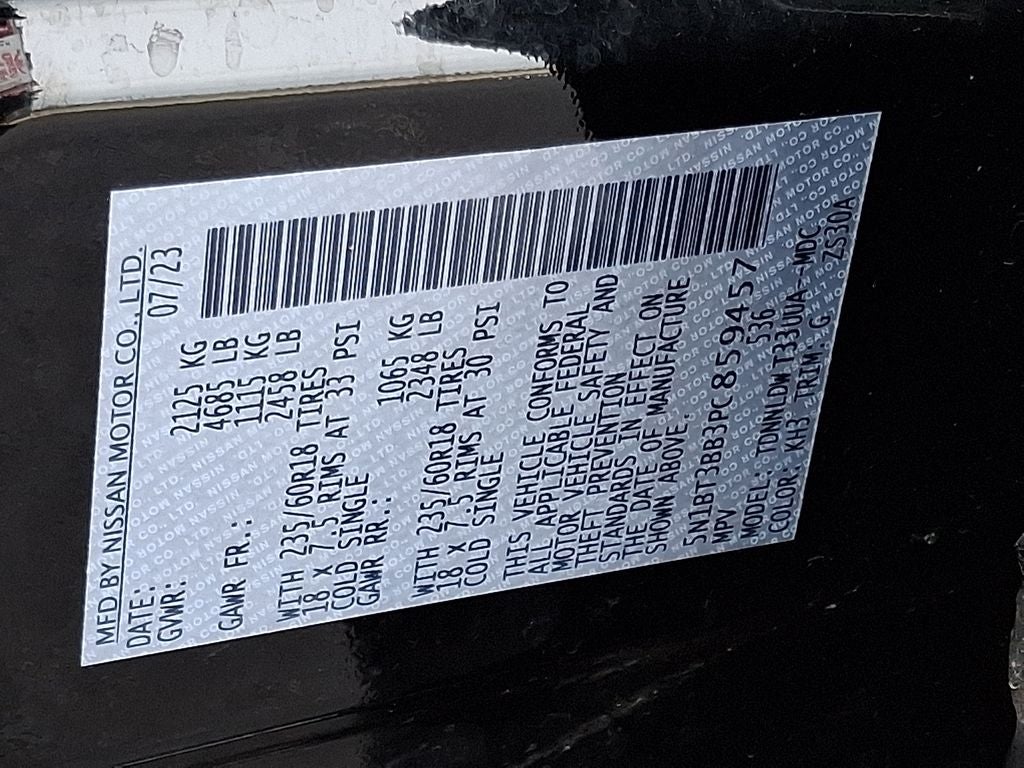 MFD BY NISSAN MOTOR CO., LTD.
DATE: 07/23
GVWR: 2125 KG
4685 LB
GAWR FR.: 1115 KG
2458 LB
WITH 235/60R18 TIRES
18 X 7.5 RIMS AT 33 PSI
COLD SINGLE
GAWR RR.: 1065 KG
2348 LB
WITH 235/60R18 TIRES
18 X 7.5 RIMS AT 30 PSI
COLD SINGLE
THIS VEHICLE CONFORMS TO
ALL APPLICABLE FEDERAL
MOTOR VEHICLE SAFETY AND
THEFT PREVENTION
STANDARDS IN EFFECT ON
THE DATE OF MANUFACTURE
SHOWN ABOVE.
5N1BT3BB3PC859457
MPV 536
MODEL: TDNNLDW T33UUA--MDC
COLOR: KH3 TRIM G ZS30A